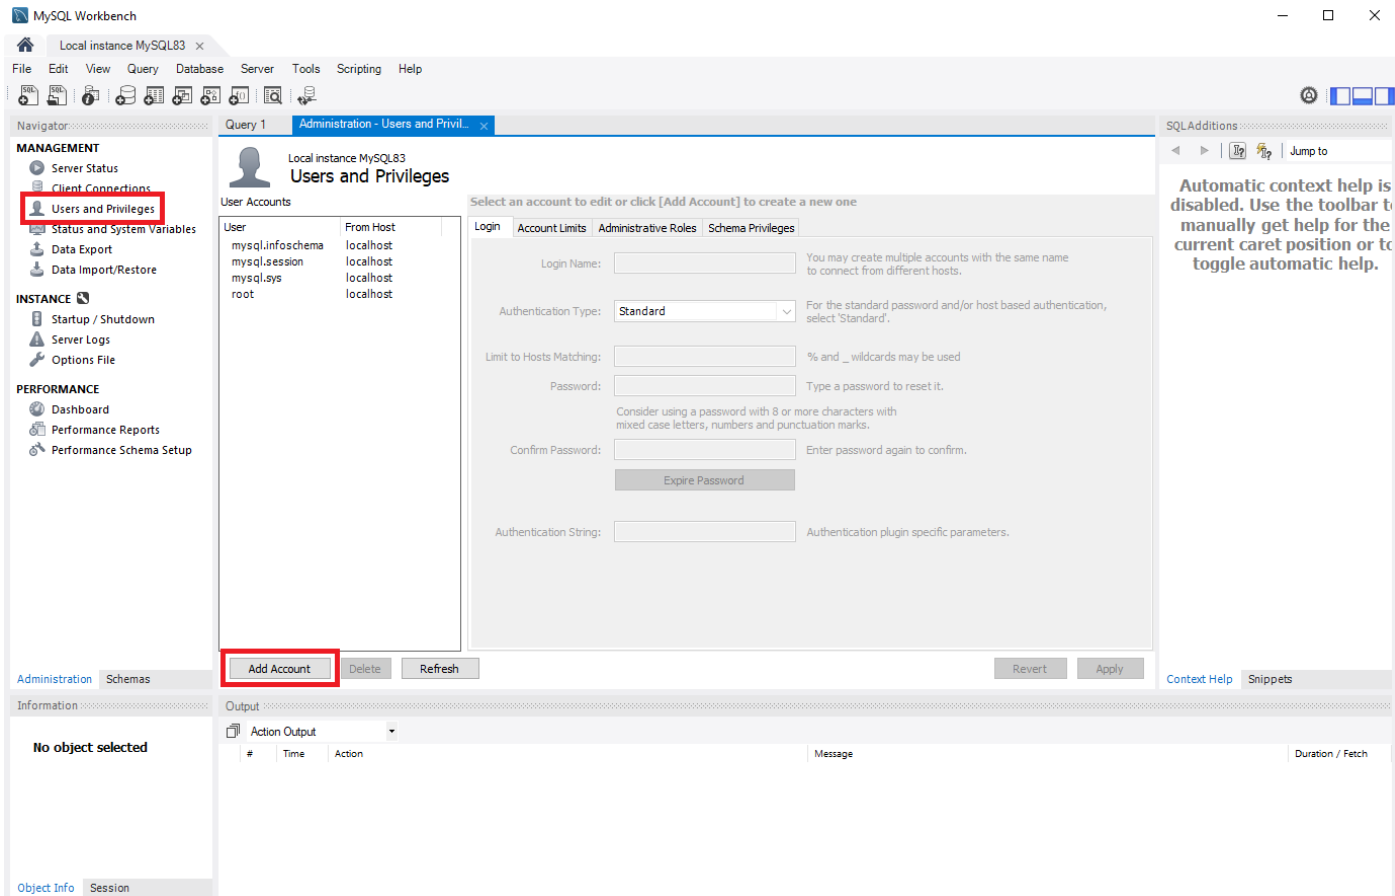 MySQL Workbench
Local instance MySQL83
File Edit View Query Database Server Tools Scripting Help
Navigator
MANAGEMENT
Server Status
Client Connections
Users and Privileges
Status and System Variables
Data Export
Data Import/Restore
INSTANCE
Startup / Shutdown
Server Logs
Options File
PERFORMANCE
Dashboard
Performance Reports
Performance Schema Setup
Administration Schemas
Query 1 Administration - Users and Privil...
Local instance MySQL83
Users and Privileges
User Accounts
User From Host
mysql.infoschema localhost
mysql.session localhost
mysql.sys localhost
root localhost
Add Account Delete Refresh
Select an account to edit or click [Add Account] to create a new one
Login Account Limits Administrative Roles Schema Privileges
Login Name:
You may create multiple accounts with the same name
to connect from different hosts.
Authentication Type: Standard
For the standard password and/or host based authentication,
select 'Standard'.
Limit to Hosts Matching: % and _ wildcards may be used
Password: Type a password to reset it.
Consider using a password with 8 or more characters with
mixed case letters, numbers and punctuation marks.
Confirm Password: Enter password again to confirm.
Expire Password
Authentication String: Authentication plugin specific parameters.
Revert Apply
SQLAdditions
Jump to
Automatic context help is
disabled. Use the toolbar to
manually get help for the
current caret position or to
toggle automatic help.
Context Help Snippets
Information
No object selected
Object Info Session
Output
Action Output
# Time Action Message Duration / Fetch